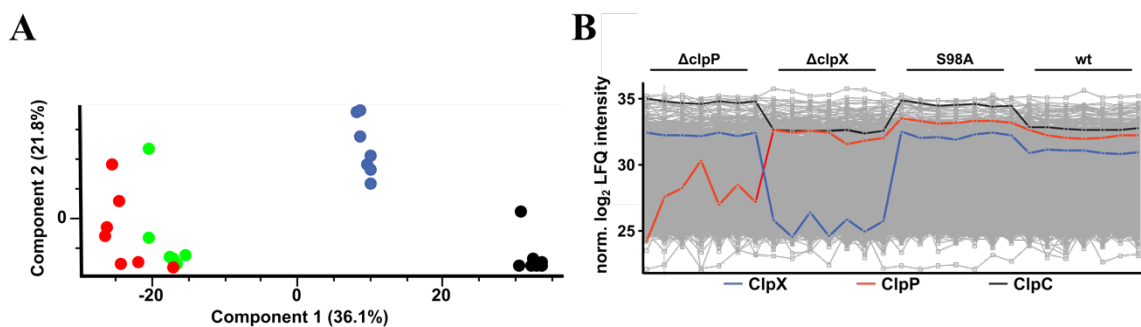 A
Component 2 (21.8%)
0
-20
0
20
Component 1 (36.1%)
B
ΔclpP ΔclpX S98A wt
norm. log2 LFQ intensity
35
30
25
ClpX ClpP ClpC